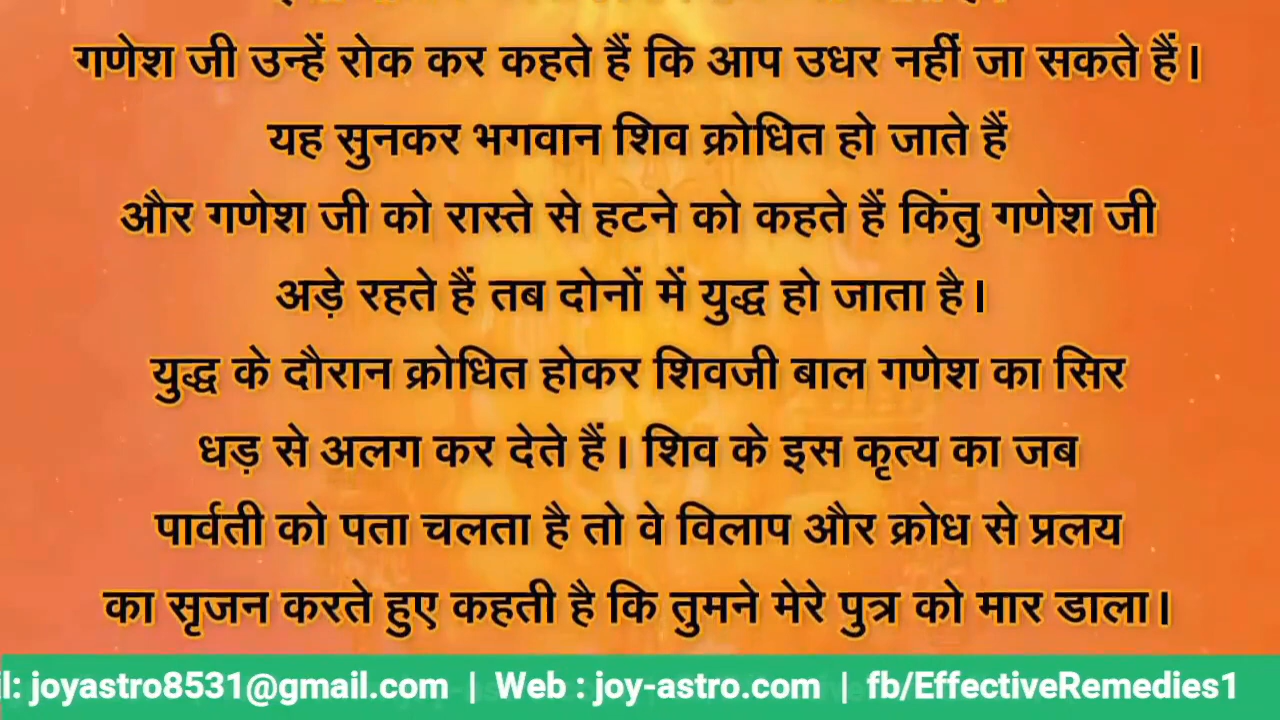 गणेश जी उन्हें रोक कर कहते हैं कि आप उधर नहीं जा सकते हैं।
यह सुनकर भगवान शिव क्रोधित हो जाते हैं
और गणेश जी को रास्ते से हटने को कहते हैं किंतु गणेश जी
अड़े रहते हैं तब दोनों में युद्ध हो जाता है।
युद्ध के दौरान क्रोधित होकर शिवजी बाल गणेश का सिर
धड़ से अलग कर देते हैं। शिव के इस कृत्य का जब
पार्वती को पता चलता है तो वे विलाप और क्रोध से प्रलय
का सृजन करते हुए कहती है कि तुमने मेरे पुत्र को मार डाला।
l: joyastro8531@gmail.com | Web : joy-astro.com | fb/EffectiveRemedies1